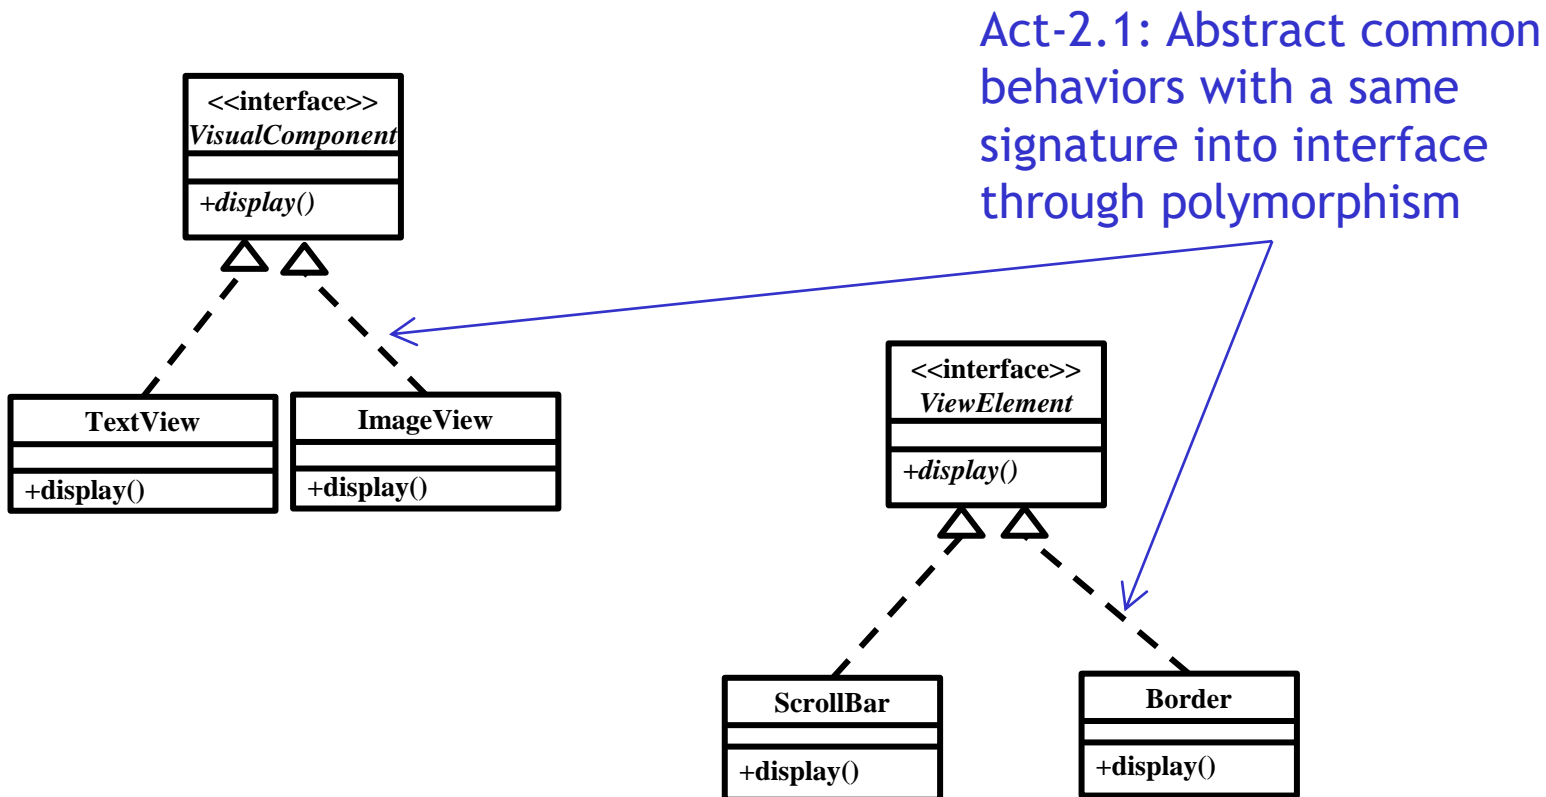 Act-2.1: Abstract common
behaviors with a same
signature into interface
through polymorphism
<<interface>>
VisualComponent
+display()
TextView
+display()
ImageView
+display()
<<interface>>
ViewElement
+display()
ScrollBar
+display()
Border
+display()